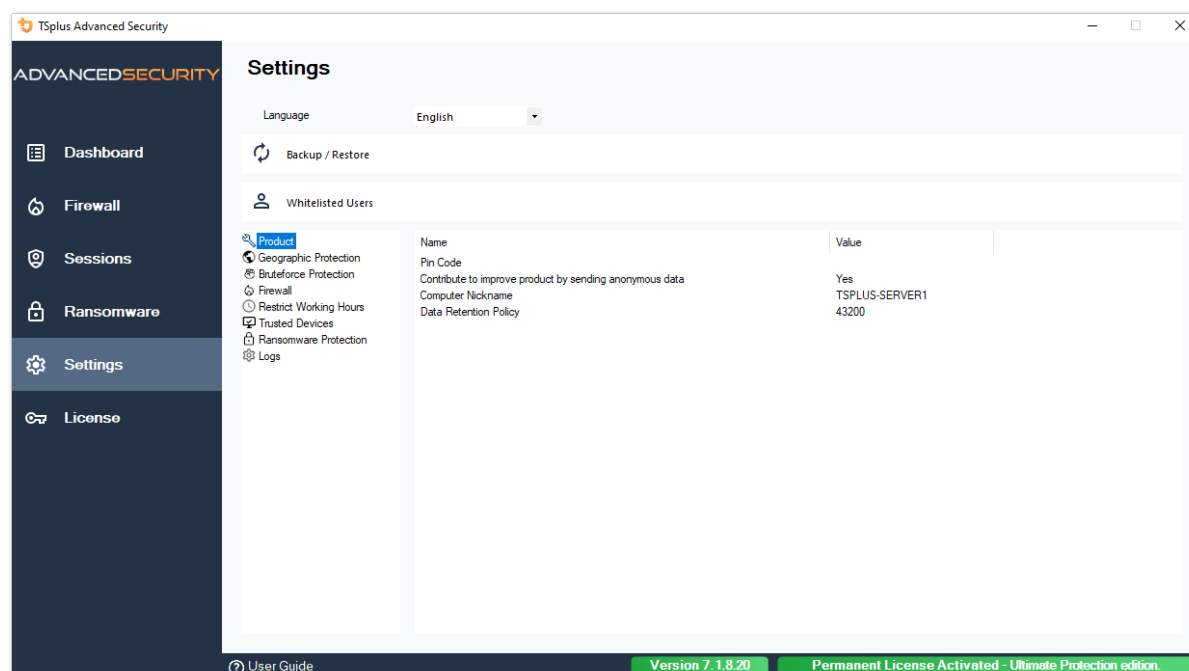 TSplus Advanced Security
ADVANCEDSECURITY
Dashboard
Firewall
Sessions
Ransomware
Settings
License
Settings
Language English
Backup / Restore
Whitelisted Users
Product
Geographic Protection
Bruteforce Protection
Firewall
Restrict Working Hours
Trusted Devices
Ransomware Protection
Logs
Name Value
Pin Code
Contribute to improve product by sending anonymous data Yes
Computer Nickname TSPLUS-SERVER1
Data Retention Policy 43200
User Guide Version 7.1.8.20 Permanent License Activated - Ultimate Protection edition.